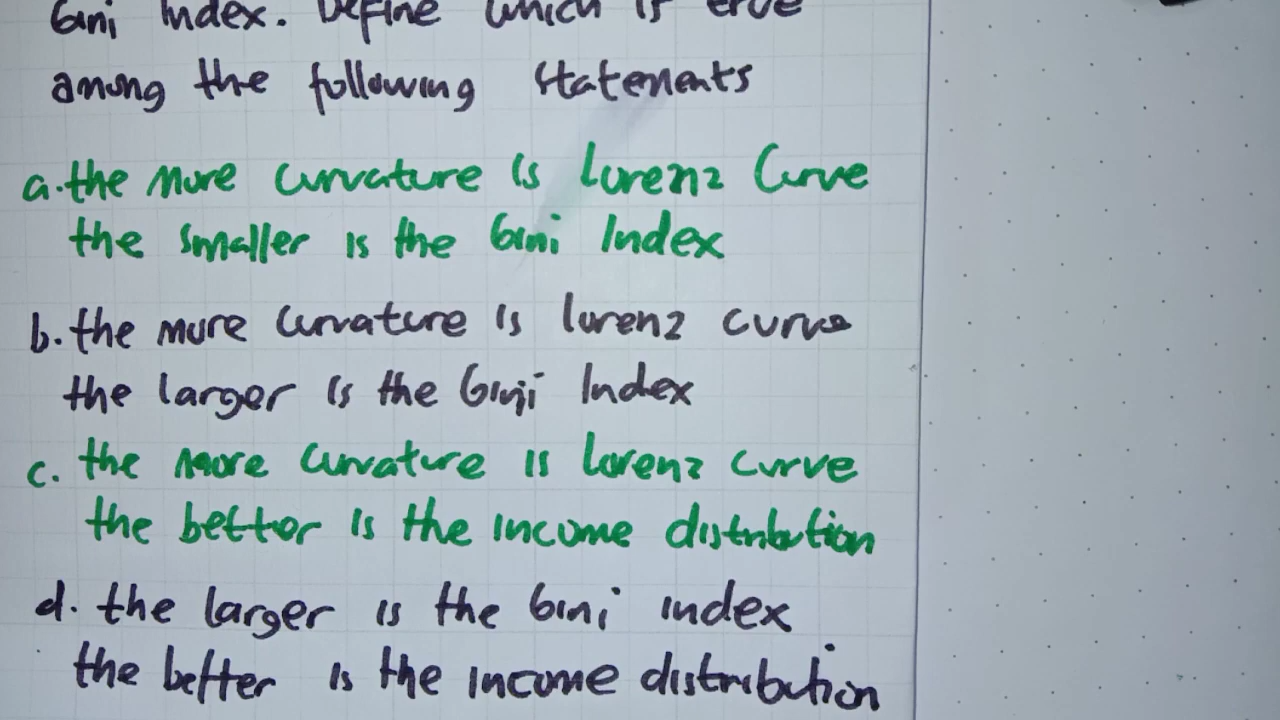 Gini Index. Define which is true
among the following statements
a. the more curvature is Lorenz Curve
the smaller is the Gini Index
b. the more curvature is lorenz curve
the larger is the Gini Index
c. the more curvature is Lorenz curve
the better is the income distribution
d. the larger is the Gini index
the better is the income distribution